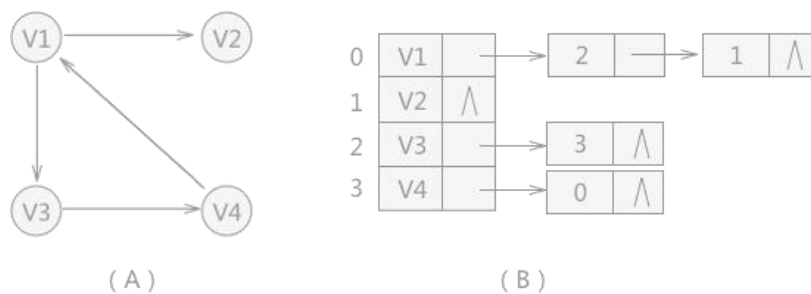 V1 V2
V3 V4
( A )
0 V1 2 1 ∧
1 V2 ∧
2 V3 3 ∧
3 V4 0 ∧
( B )